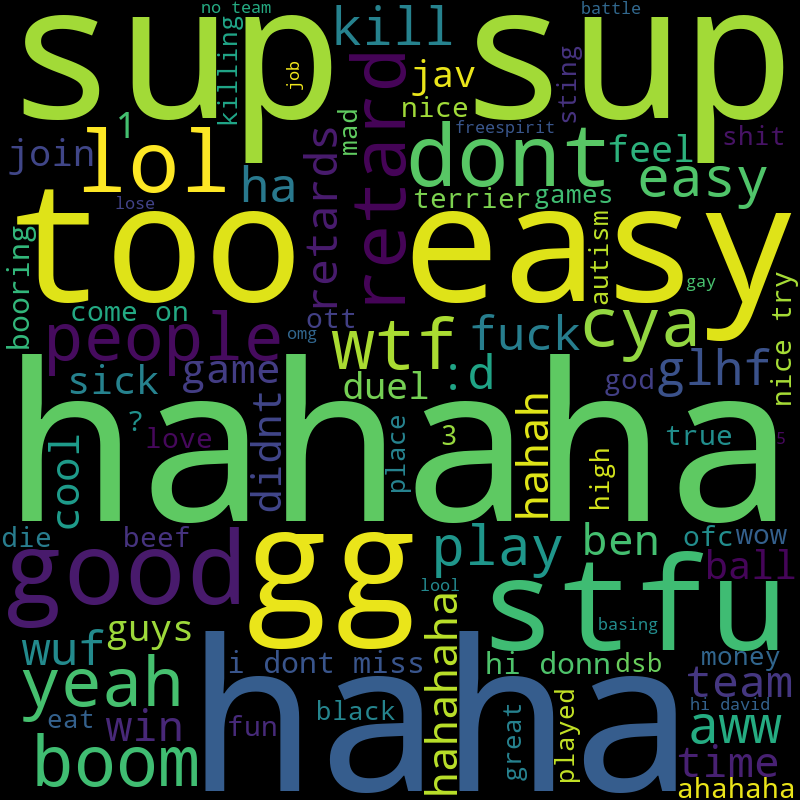 no team
battle
sup sup
kill
killing
job
jav
sting
nice
mad
1
freespirit
shit
join
lol
ha
retards
retard
dont
feel
easy
terrier
games
lose
too easy
autism
booring
gay
nice try
come on
ott
people
omg
wtf
fuck
cya
sick
game
duel
:d
god
glhf
hahaha
didnt
hahah
cool
?
love
place
3
high
true
5
die
beef
good
gg
play
ben
ofc
wow
ball
stfu
lool
basing
hahahaha
guys
wuf
i dont miss
hi donn
dsb
money
yeah
haha
team
eat
win
fun
black
great
played
hi david
aww
boom
time
ahahaha